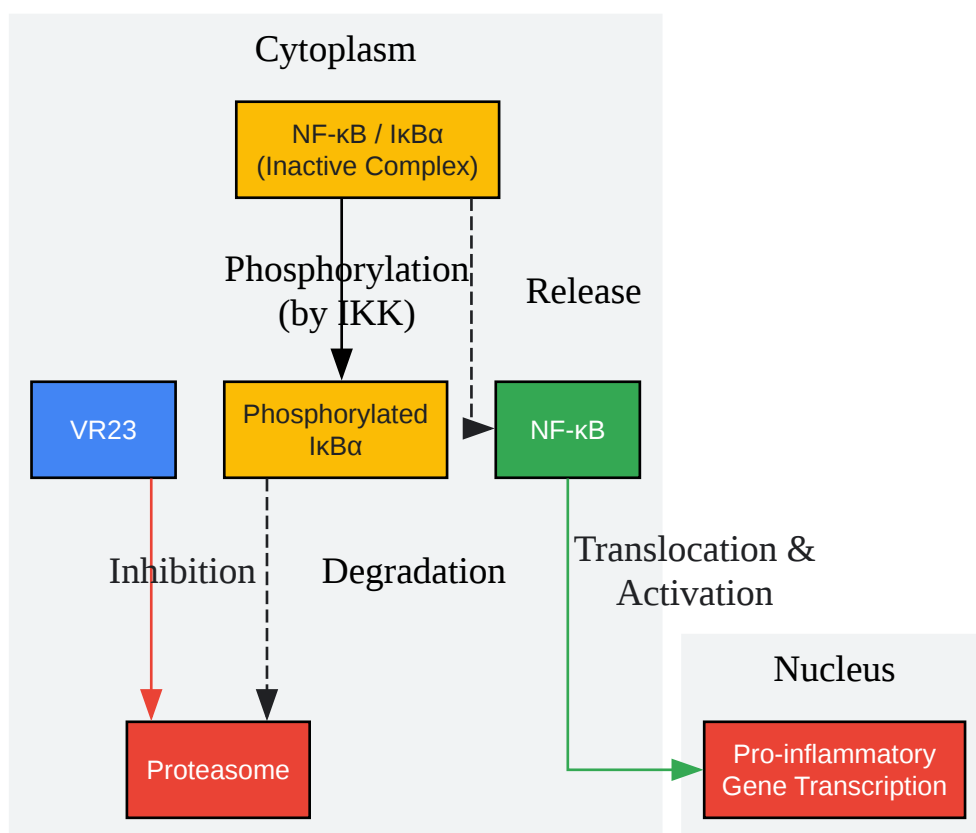 Cytoplasm
NF-κB / IκBα
(Inactive Complex)
Phosphorylation
(by IKK)
Release
VR23
Phosphorylated
IκBα
NF-κB
Inhibition
Degradation
Translocation &
Activation
Nucleus
Proteasome
Pro-inflammatory
Gene Transcription